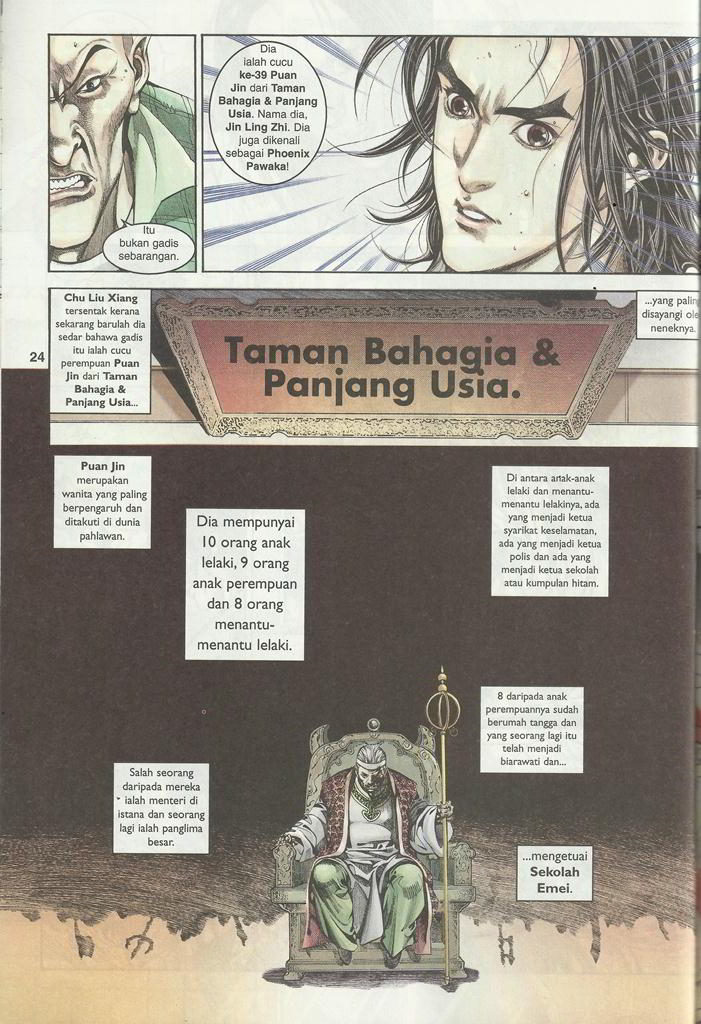 Itu
bukan gadis
sebarangan.
Dia
ialah cucu
ke-39 Puan
Jin dari Taman
Bahagia & Panjang
Usia. Nama dia,
Jin Ling Zhi. Dia
juga dikenali
sebagai Phoenix
Pawaka!
Chu Liu Xiang
tersentak kerana
sekarang barulah dia
sedar bahawa gadis
itu ialah cucu
perempuan Puan
Jin dari Taman
Bahagia &
Panjang Usia...
Taman Bahagia &
Panjang Usia.
...yang paling
disayangi
neneknya.
24
Puan Jin
merupakan
wanita yang paling
berpengaruh dan
ditakuti di dunia
pahlawan.
Dia mempunyai
10 orang anak
lelaki, 9 orang
anak perempuan
dan 8 orang
menantu-
menantu lelaki.
Di antara anak-anak
lelaki dan menantu-
menantu lelakinya, ada
yang menjadi ketua
syarikat keselamatan,
ada yang menjadi ketua
polis dan ada yang
menjadi ketua sekolah
atau kumpulan hitam.
Salah seorang
daripada mereka
ialah menteri di
istana dan seorang
lagi ialah panglima
besar.
8 daripada anak
perempuannya sudah
berumah tangga dan
yang seorang lagi itu
telah menjadi
biarawati dan...
...mengetuai
Sekolah
Emei.